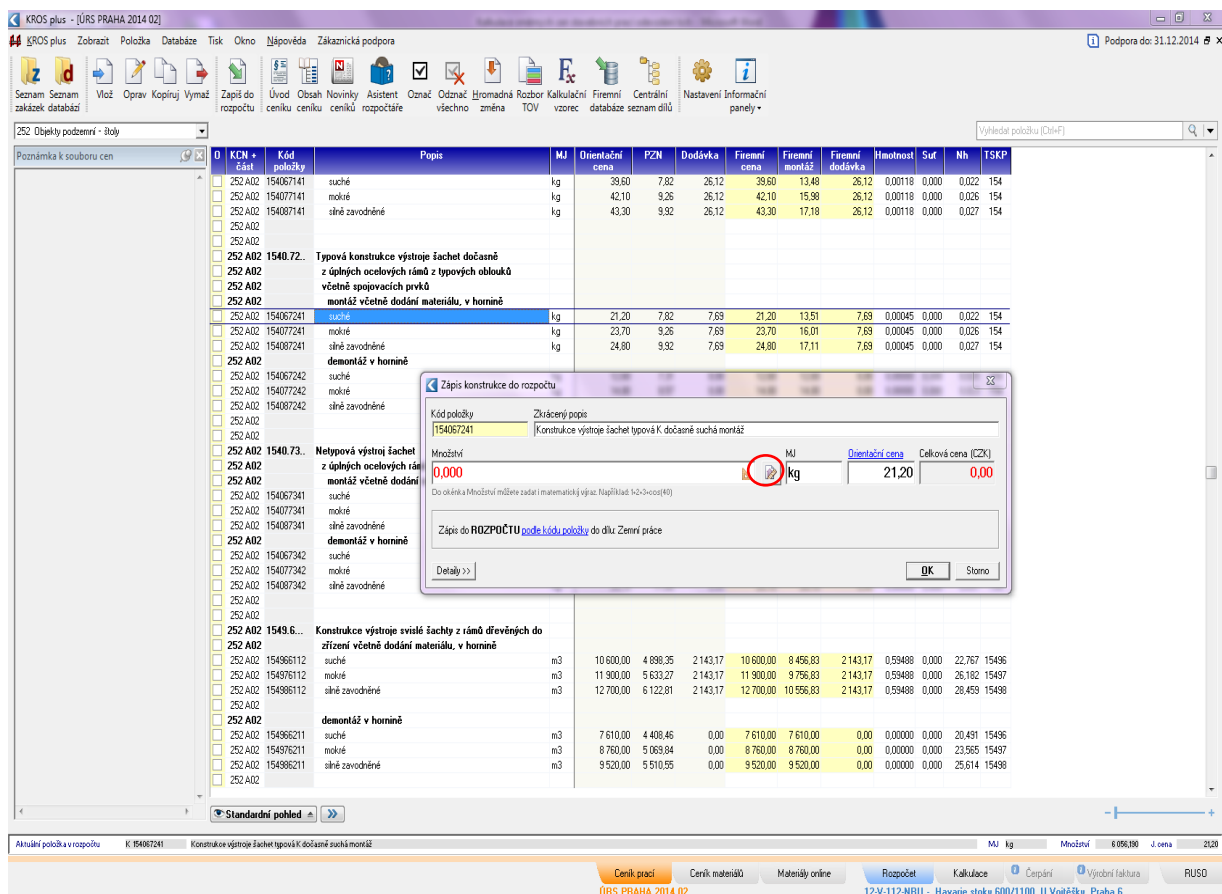 KROS plus - [ÚRS PRAHA 2014 02]
KROS plus Zobrazit Položka Databáze Tisk Okno Nápověda Zákaznická podpora Podpora do: 31.12.2014
Seznam zakázek Seznam databází Vlož Oprav Kopíruj Vymaž Zapiš do rozpočtu Úvod ceníku Obsah ceníku Novinky ceníků Asistent rozpočtáře Označ Odznač všechno Hromadná změna Rozbor TOV Kalkulační vzorec Firemní databáze Centrální seznam dílů Nastavení Informační panely
252 Objekty podzemní - štoly Vyhledat položku (Ctrl+F)
Poznámka k souboru cen
O KCN + část Kód položky Popis MJ Orientační cena PZN Dodávka Firemní cena Firemní montáž Firemní dodávka Hmotnost Suť Nh TSKP
252 A02 154067141 suché kg 39,60 7,82 26,12 39,60 13,48 26,12 0,00118 0,000 0,022 154
252 A02 154077141 mokré kg 42,10 9,26 26,12 42,10 15,98 26,12 0,00118 0,000 0,026 154
252 A02 154087141 silně zavodněné kg 43,30 9,92 26,12 43,30 17,18 26,12 0,00118 0,000 0,027 154
252 A02
252 A02
252 A02 1540.72.. Typová konstrukce výstroje šachet dočasně
252 A02 z úplných ocelových rámů z typových oblouků
252 A02 včetně spojovacích prvků
252 A02 montáž včetně dodání materiálu, v hornině
252 A02 154067241 suché kg 21,20 7,82 7,69 21,20 13,51 7,69 0,00045 0,000 0,022 154
252 A02 154077241 mokré kg 23,70 9,26 7,69 23,70 16,01 7,69 0,00045 0,000 0,026 154
252 A02 154087241 silně zavodněné kg 24,80 9,92 7,69 24,80 17,11 7,69 0,00045 0,000 0,027 154
252 A02 demontáž v hornině
252 A02 154067242 suché
252 A02 154077242 mokré
252 A02 154087242 silně zavodněné
252 A02
252 A02
252 A02 1540.73.. Netypová výstroj šachet
252 A02 z úplných ocelových
252 A02 montáž včetně dodání
252 A02 154067341 suché
252 A02 154077341 mokré
252 A02 154087341 silně zavodněné
252 A02 demontáž v hornině
252 A02 154067342 suché
252 A02 154077342 mokré
252 A02 154087342 silně zavodněné
252 A02
252 A02
252 A02 1549.6... Konstrukce výstroje svislé šachty z rámů dřevěných do
252 A02 zřízení včetně dodání materiálu, v hornině
252 A02 154966112 suché m3 10 600,00 4 898,35 2 143,17 10 600,00 8 456,83 2 143,17 0,59488 0,000 22,767 15496
252 A02 154976112 mokré m3 11 900,00 5 633,27 2 143,17 11 900,00 9 756,83 2 143,17 0,59488 0,000 26,182 15497
252 A02 154986112 silně zavodněné m3 12 700,00 6 122,81 2 143,17 12 700,00 10 556,83 2 143,17 0,59488 0,000 28,459 15498
252 A02
252 A02 demontáž v hornině
252 A02 154966211 suché m3 7 610,00 4 408,46 0,00 7 610,00 7 610,00 0,00 0,00000 0,000 20,491 15496
252 A02 154976211 mokré m3 8 760,00 5 069,84 0,00 8 760,00 8 760,00 0,00 0,00000 0,000 23,565 15497
252 A02 154986211 silně zavodněné m3 9 520,00 5 510,55 0,00 9 520,00 9 520,00 0,00 0,00000 0,000 25,614 15498
252 A02
Zápis konstrukce do rozpočtu
Kód položky Zkrácený popis
154067241 Konstrukce výstroje šachet typová K dočasně suchá montáž
Množství MJ Orientační cena Celková cena (CZK)
0,000 kg 21,20 0,00
Do okénka Množství můžete zadat i matematický výraz. Například: 1+2+3+cos(40)
Zápis do ROZPOČTU podle kódu položky do dílu: Zemní práce
Detaily >> OK Storno
Standardní pohled
Aktuální položka v rozpočtu K 154067241 Konstrukce výstroje šachet typová K dočasně suchá montáž MJ kg Množství 6 056,190 J.cena 21,20
Ceník prací Ceník materiálů Materiály online Rozpočet Kalkulace Čerpání Výrobní faktura RUSO
ÚRS PRAHA 2014 02 12-V-112-NRU - Havarie stoky 600/1100, U Vojtěšky, Praha 6